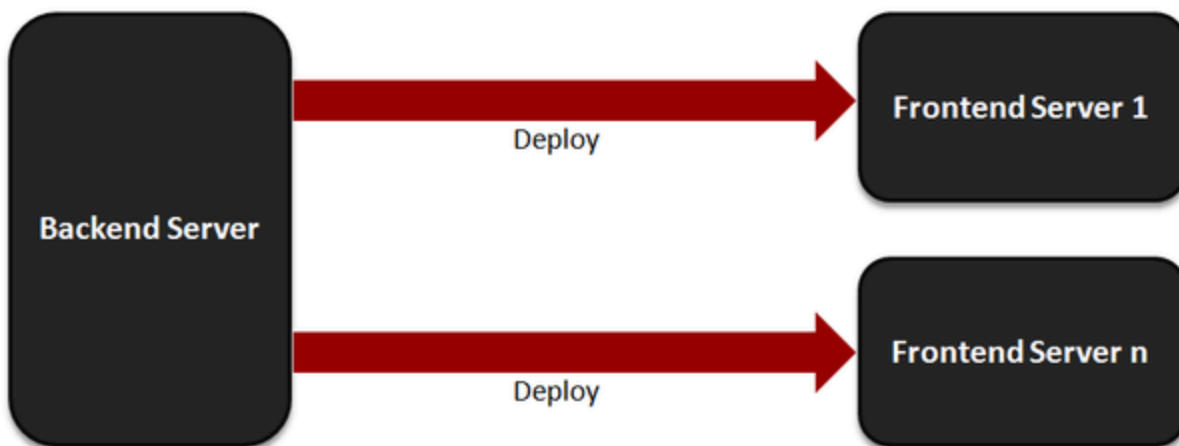 Backend Server
Deploy
Frontend Server 1
Deploy
Frontend Server n